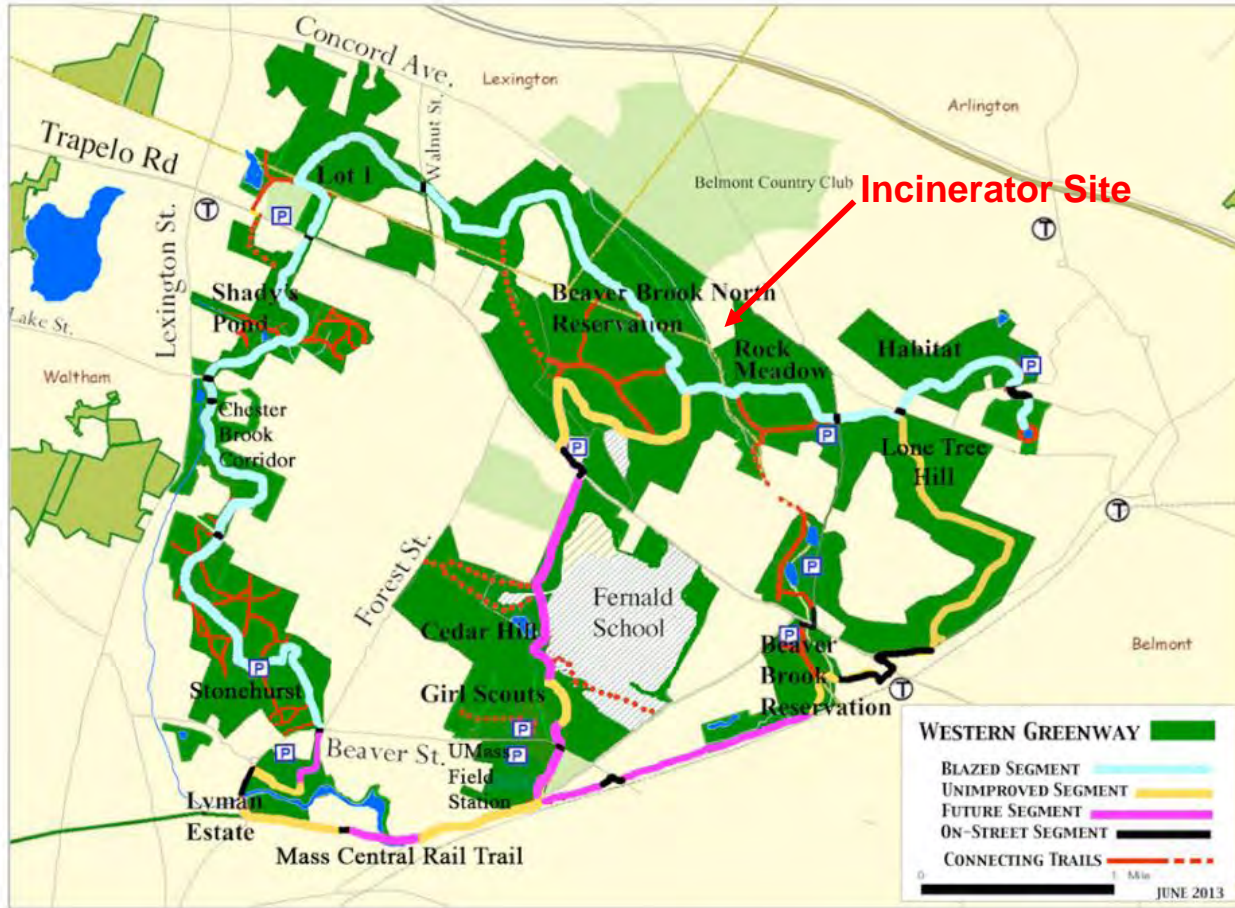 Concord Ave.
Lexington
Arlington
Trapelo Rd
Walnut St.
Lot 1
Belmont Country Club
Incinerator Site
P
T
T
Lexington St.
Shady's
Pond
Beaver Brook North
Reservation
Rock
Meadow
Habitat
P
Lake St.
Waltham
Chester
Brook
Corridor
P
P
Lone Tree
Hill
T
Forest St.
Fernald
School
P
Cedar Hill
P
Beaver
Brook
Reservation
Belmont
P
Stonehurst
Girl Scouts
T
P
P
P
Beaver St.
UMass
Field
Station
Lyman
Estate
Mass Central Rail Trail
WESTERN GREENWAY
BLAZED SEGMENT
UNIMPROVED SEGMENT
FUTURE SEGMENT
ON-STREET SEGMENT
CONNECTING TRAILS
0 1 Mile
JUNE 2013